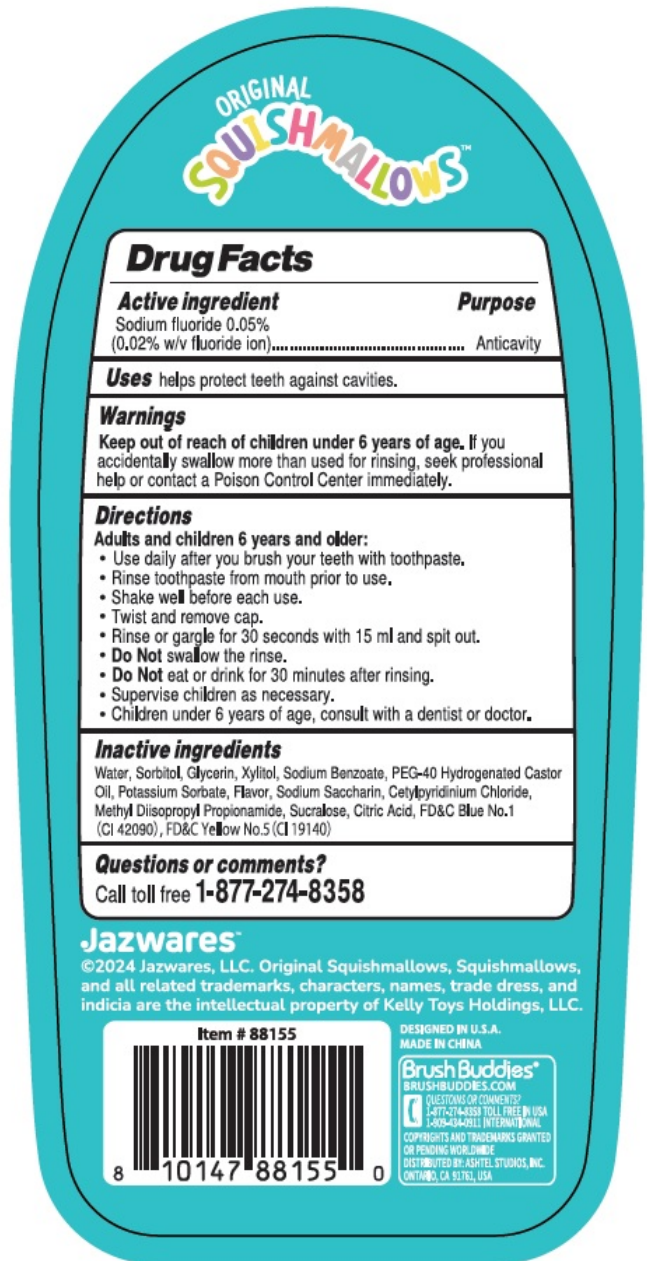 ORIGINAL
SQUISHMALLOWS™
Drug Facts
Active ingredient Purpose
Sodium fluoride 0.05%
(0.02% w/v fluoride ion)........................................... Anticavity
Uses helps protect teeth against cavities.
Warnings
Keep out of reach of children under 6 years of age. If you
accidentally swallow more than used for rinsing, seek professional
help or contact a Poison Control Center immediately.
Directions
Adults and children 6 years and older:
• Use daily after you brush your teeth with toothpaste.
• Rinse toothpaste from mouth prior to use.
• Shake well before each use.
• Twist and remove cap.
• Rinse or gargle for 30 seconds with 15 ml and spit out.
• Do Not swallow the rinse.
• Do Not eat or drink for 30 minutes after rinsing.
• Supervise children as necessary.
• Children under 6 years of age, consult with a dentist or doctor.
Inactive ingredients
Water, Sorbitol, Glycerin, Xylitol, Sodium Benzoate, PEG-40 Hydrogenated Castor
Oil, Potassium Sorbate, Flavor, Sodium Saccharin, Cetylpyridinium Chloride,
Methyl Diisopropyl Propionamide, Sucralose, Citric Acid, FD&C Blue No.1
(CI 42090), FD&C Yellow No.5 (CI 19140)
Questions or comments?
Call toll free 1-877-274-8358
Jazwares™
©2024 Jazwares, LLC. Original Squishmallows, Squishmallows,
and all related trademarks, characters, names, trade dress, and
indicia are the intellectual property of Kelly Toys Holdings, LLC.
Item # 88155
8 10147 88155 0
DESIGNED IN U.S.A.
MADE IN CHINA
Brush Buddies®
BRUSHBUDDIES.COM
QUESTOINS OR COMMENTS?
1-877-274-8358 TOLL FREE IN USA
1-909-434-0911 INTERNATIONAL
COPYRIGHTS AND TRADEMARKS GRANTED
OR PENDING WORLDWIDE
DISTRIBUTED BY: ASHTEL STUDIOS, INC.
ONTARIO, CA 91761, USA